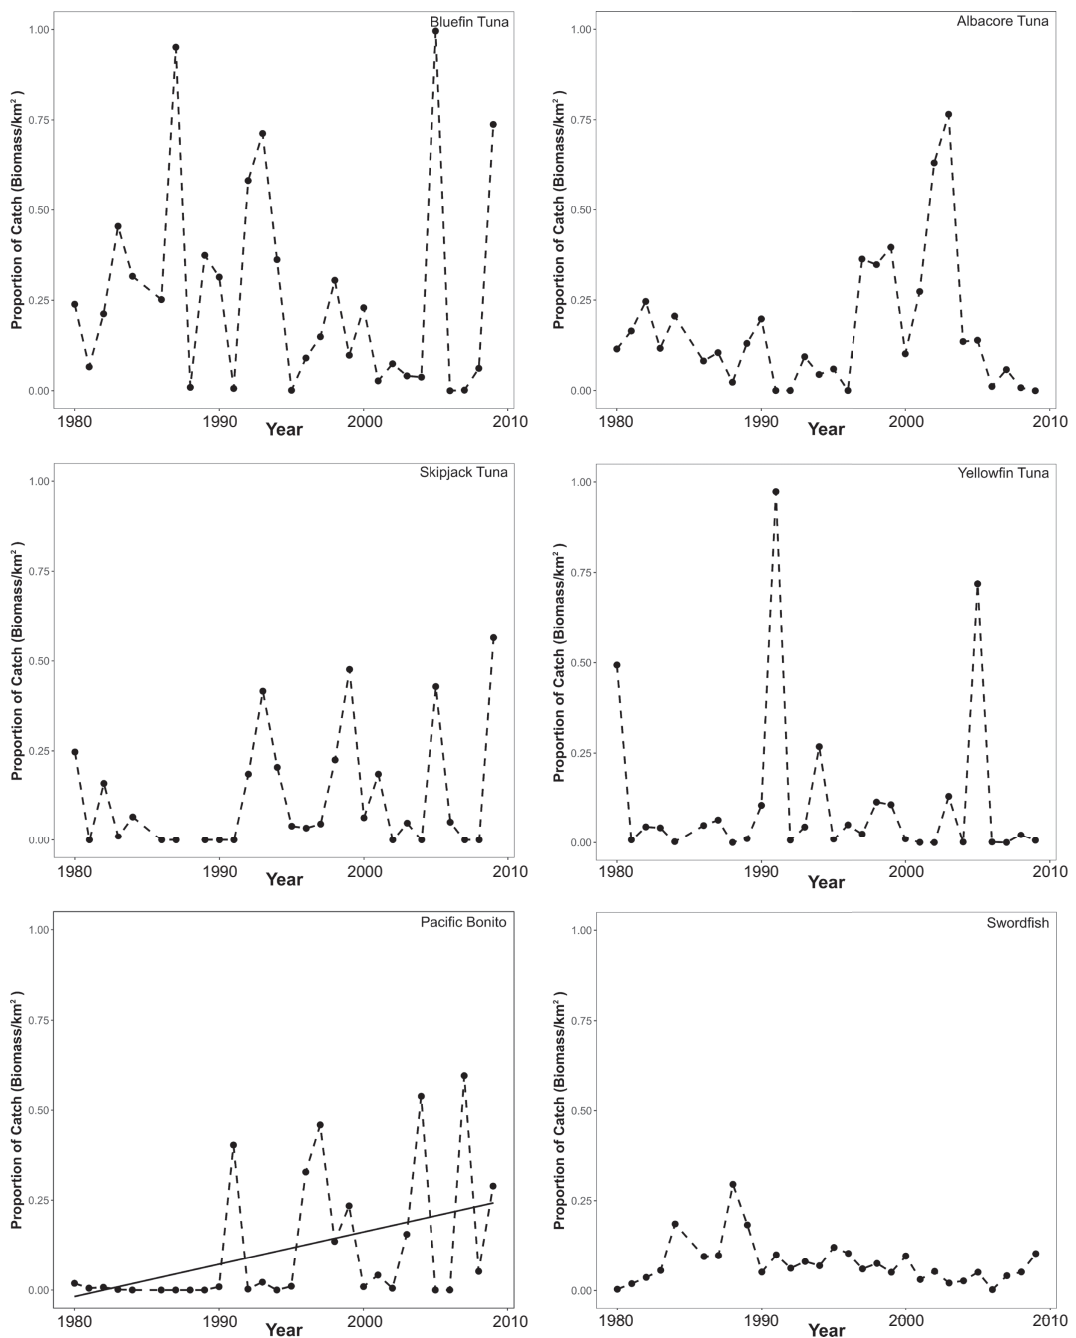 Bluefin Tuna
Proportion of Catch (Biomass/km²)
1.00
0.75
0.50
0.25
0.00
1980 1990 2000 2010
Year
Albacore Tuna
Proportion of Catch (Biomass/km²)
1.00
0.75
0.50
0.25
0.00
1980 1990 2000 2010
Year
Skipjack Tuna
Proportion of Catch (Biomass/km²)
1.00
0.75
0.50
0.25
0.00
1980 1990 2000 2010
Year
Yellowfin Tuna
Proportion of Catch (Biomass/km²)
1.00
0.75
0.50
0.25
0.00
1980 1990 2000 2010
Year
Pacific Bonito
Proportion of Catch (Biomass/km²)
1.00
0.75
0.50
0.25
0.00
1980 1990 2000 2010
Year
Swordfish
Proportion of Catch (Biomass/km²)
1.00
0.75
0.50
0.25
0.00
1980 1990 2000 2010
Year